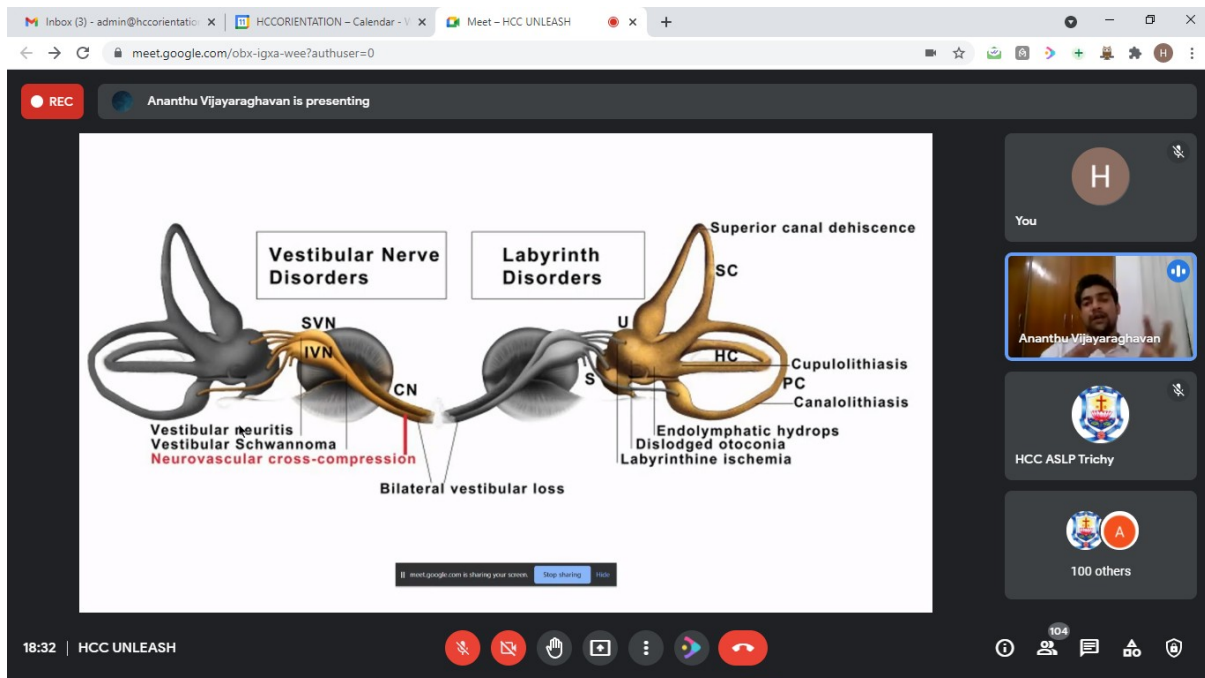 Inbox (3) - admin@hccorientatio
HCCORIENTATION – Calendar - V
Meet – HCC UNLEASH
meet.google.com/obx-igxa-wee?authuser=0
H
REC
Ananthu Vijayaraghavan is presenting
Superior canal dehiscence
Vestibular Nerve
Disorders
Labyrinth
Disorders
SC
SVN
U
IVN
HC
Cupulolithiasis
S
PC
CN
Canalolithiasis
Vestibular neuritis
Vestibular Schwannoma
Neurovascular cross-compression
Endolymphatic hydrops
Dislodged otoconia
Labyrinthine ischemia
Bilateral vestibular loss
meet.google.com is sharing your screen.
Stop sharing
Hide
H
You
Ananthu Vijayaraghavan
HCC ASLP Trichy
A
100 others
18:32 | HCC UNLEASH
104